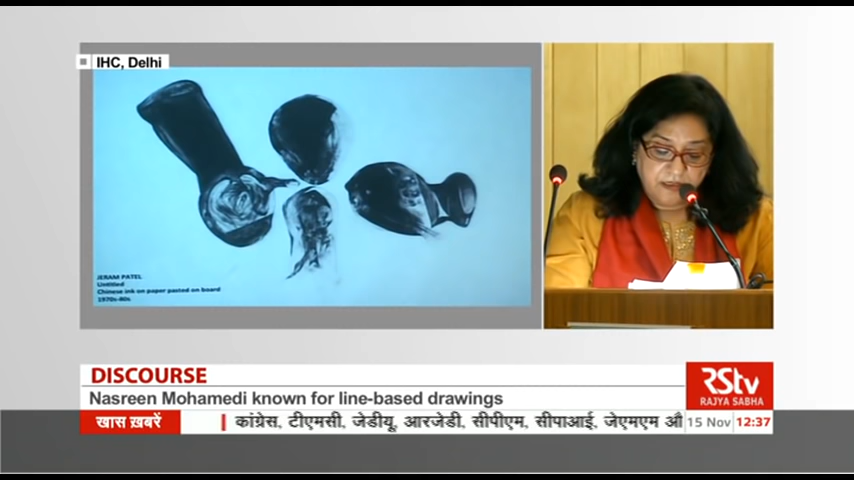 IHC, Delhi
JERAM PATEL
Untitled
Chinese ink on paper pasted on board
1970s-80s
DISCOURSE
Nasreen Mohamedi known for line-based drawings
RSTV
RAJYA SABHA
खास ख़बरें
कांग्रेस, टीएमसी, जेडीयू, आरजेडी, सीपीएम, सीपाआई, जेएमएम औ
15 Nov 12:37